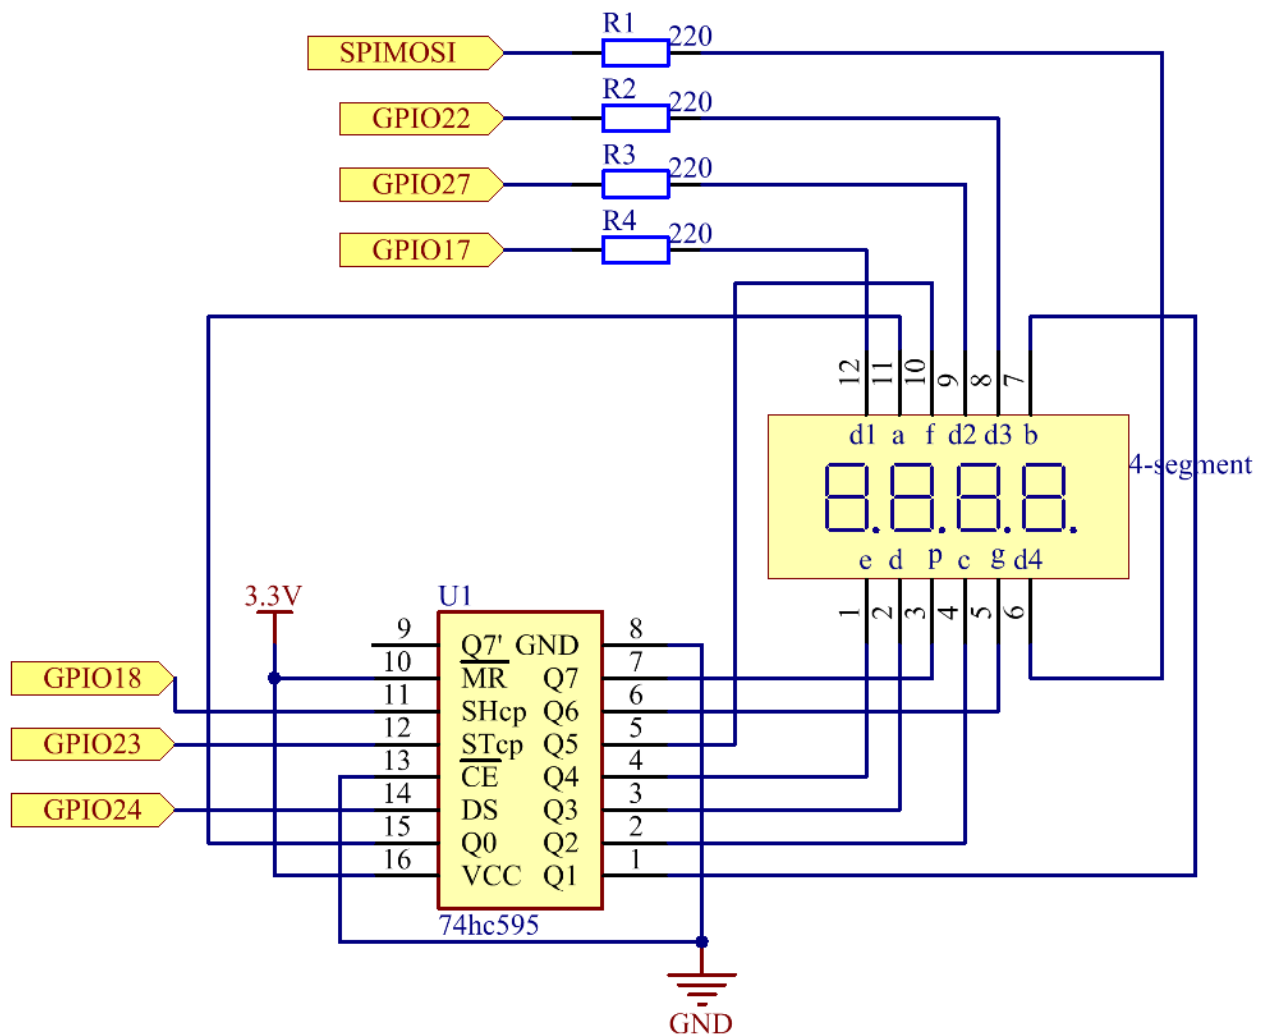 R1
SPIMOSI
220
R2
GPIO22
220
R3
GPIO27
220
R4
GPIO17
220
12 11 10 9 8 7
d1 a f d2 d3 b
4-segment
e d p c g d4
1 2 3 4 5 6
3.3V
U1
9 Q7' GND 8
GPIO18
10 MR Q7 7
11 SHcp Q6 6
GPIO23
12 STcp Q5 5
13 CE Q4 4
GPIO24
14 DS Q3 3
15 Q0 Q2 2
16 VCC Q1 1
74hc595
GND